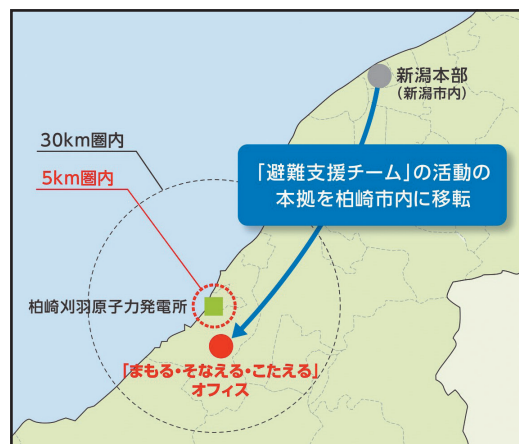 新潟本部
(新潟市内)
30km圏内
「避難支援チーム」の活動の
本拠を柏崎市内に移転
5km圏内
柏崎刈羽原子力発電所
「まもる・そなえる・こたえる」
オフィス